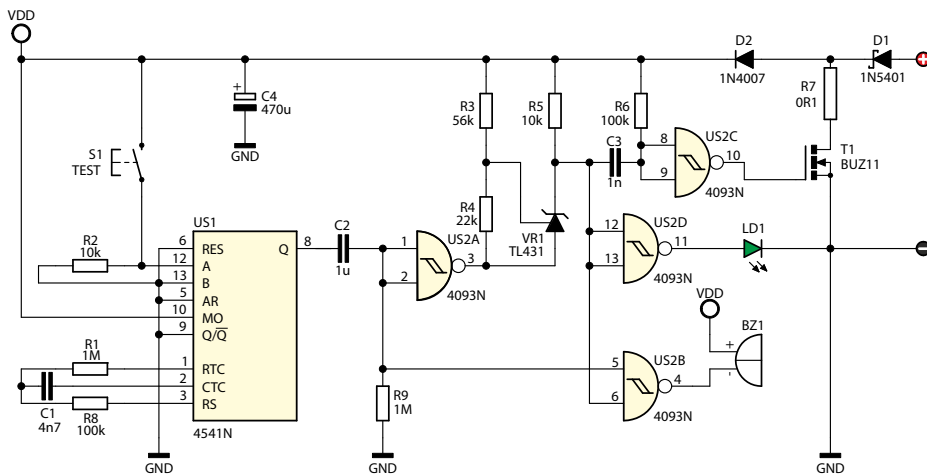 VDD
D2
1N4007
D1
1N5401
+
C4
470u
GND
R3
56k
R5
10k
R6
100k
R7
0R1
S1
TEST
C3
1n
8
9
US2C
10
4093N
T1
BUZ11
R4
22k
VR1
TL431
US1
R2
10k
6 RES
12 A
13 B
5 AR
10 MO
9 Q/Q
1 RTC
2 CTC
3 RS
Q 8
4541N
C2
1u
1
2
US2A
3
4093N
12
13
US2D
11
4093N
LD1
VDD
BZ1
+
-
R1
1M
C1
4n7
R8
100k
R9
1M
5
6
US2B
4
4093N
GND
GND
GND